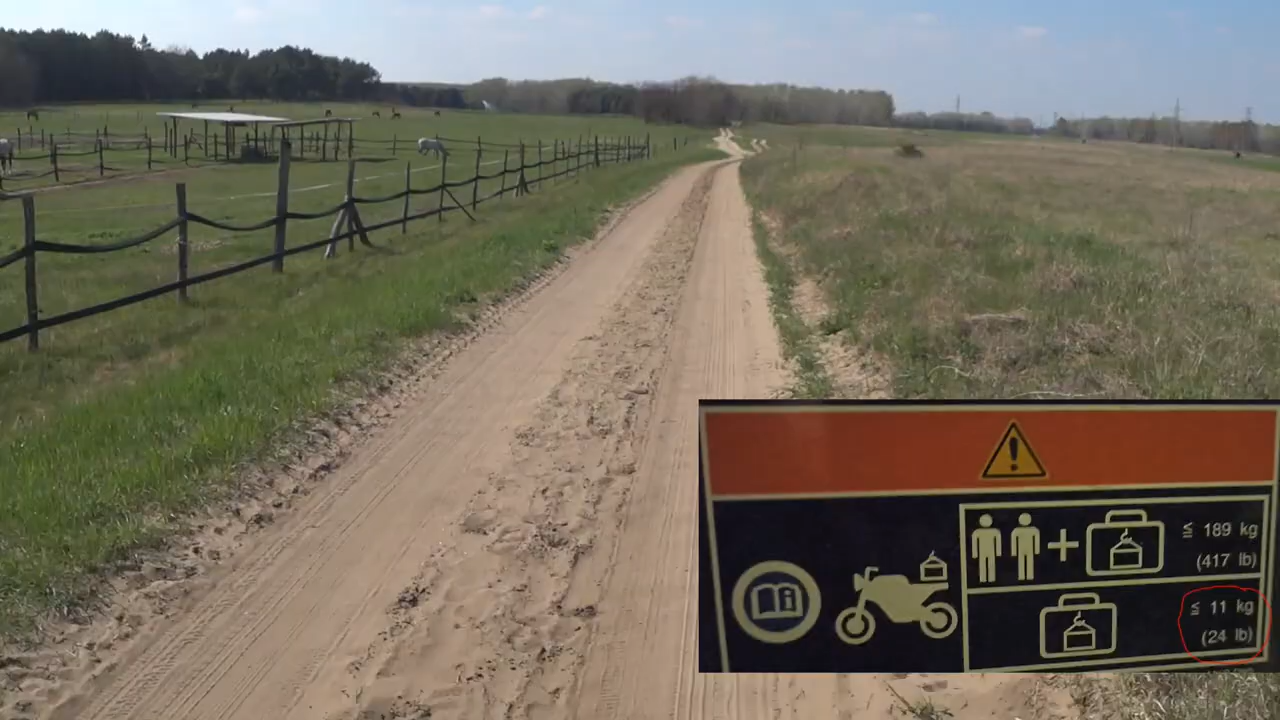 ≦ 189 kg
(417 lb)
≦ 11 kg
(24 lb)